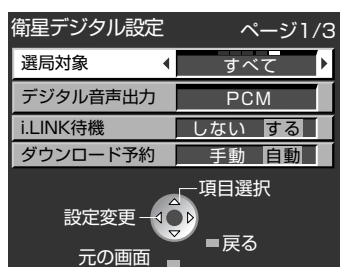 衛星デジタル設定 ページ1/3
選局対象 すべて
デジタル音声出力 PCM
i.LINK待機 しない する
ダウンロード予約 手動 自動
項目選択
設定変更
戻る
元の画面